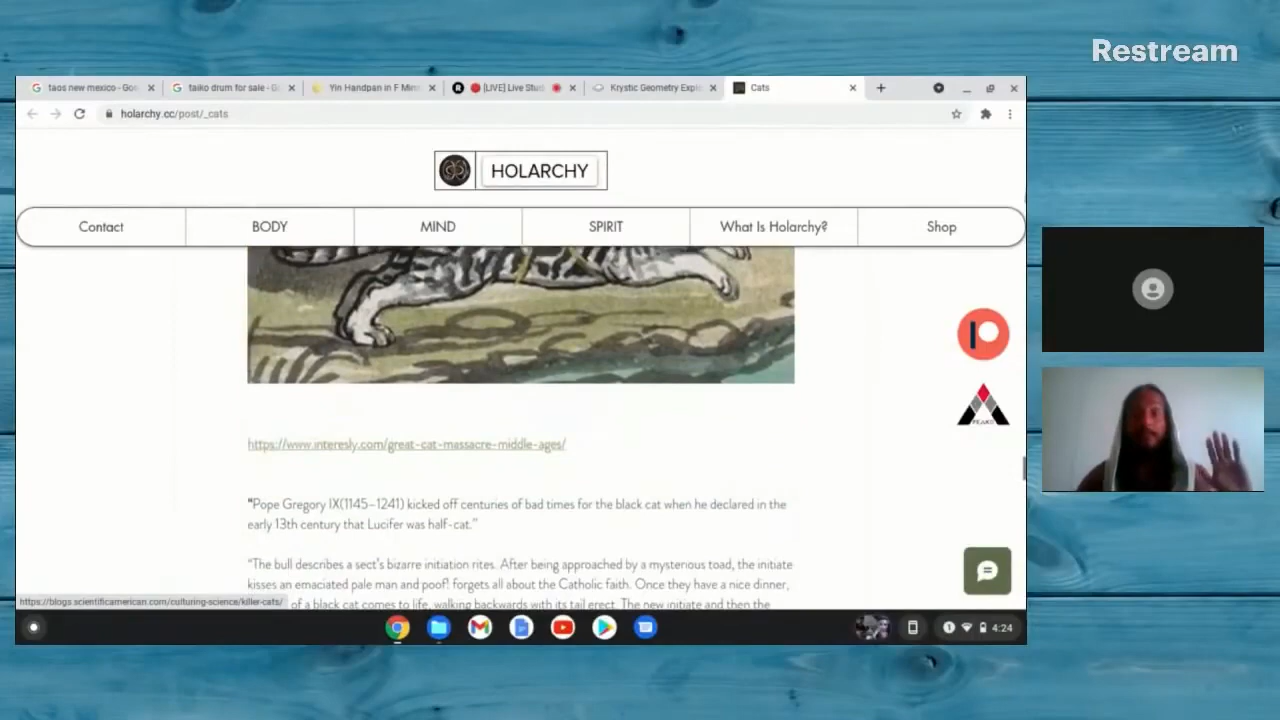 Restream
taos new mexico - Goo
taiko drum for sale - G
Yin Handpan in F Min
[LIVE] Live Stud
Krystic Geometry Expl
Cats
holarchy.cc/post/_cats
HOLARCHY
Contact
BODY
MIND
SPIRIT
What Is Holarchy?
Shop
https://www.interesly.com/great-cat-massacre-middle-ages/
"Pope Gregory IX(1145–1241) kicked off centuries of bad times for the black cat when he declared in the
early 13th century that Lucifer was half-cat."
"The bull describes a sect's bizarre initiation rites. After being approached by a mysterious toad, the initiate
kisses an emaciated pale man and poof! forgets all about the Catholic faith. Once they have a nice dinner,
of a black cat comes to life, walking backwards with its tail erect. The new initiate and then the
https://blogs.scientificamerican.com/culturing-science/killer-cats/
1
4:24